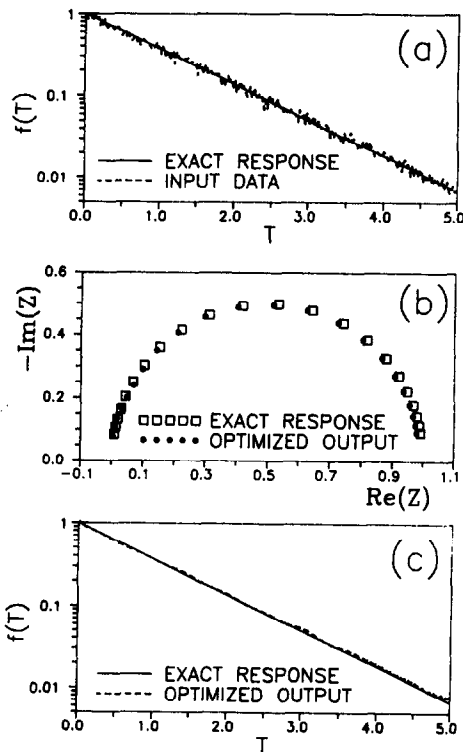 (a)
1
0.1
0.01
f(T)
EXACT RESPONSE
INPUT DATA
0.0 1.0 2.0 3.0 4.0 5.0
T
(b)
0.6
0.4
0.2
0.0
−Im(Z)
EXACT RESPONSE
OPTIMIZED OUTPUT
-0.1 0.1 0.3 0.5 0.7 0.9 1.1
Re(Z)
(c)
1
0.1
0.01
f(T)
EXACT RESPONSE
OPTIMIZED OUTPUT
0.0 1.0 2.0 3.0 4.0 5.0
T